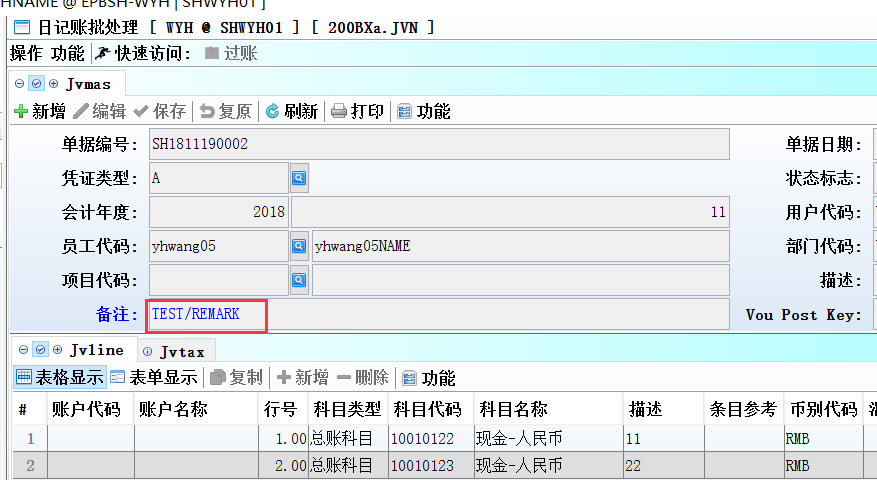 HNAME @ EPBSH-WYH | SHWYH01 ]
日记账批处理 [ WYH @ SHWYH01 ] [ 200BXa.JVN ]
操作 功能 快速访问: 过账
Jvmas
新增 编辑 保存 复原 刷新 打印 功能
单据编号: SH1811190002 单据日期:
凭证类型: A 状态标志:
会计年度: 2018 11 用户代码:
员工代码: yhwang05 yhwang05NAME 部门代码:
项目代码: 描述:
备注: TEST/REMARK Vou Post Key:
Jvline Jvtax
表格显示 表单显示 复制 新增 删除 功能
# 账户代码 账户名称 行号 科目类型 科目代码 科目名称 描述 条目参考 币别代码
1 1.00 总账科目 10010122 现金-人民币 11 RMB
2 2.00 总账科目 10010123 现金-人民币 22 RMB